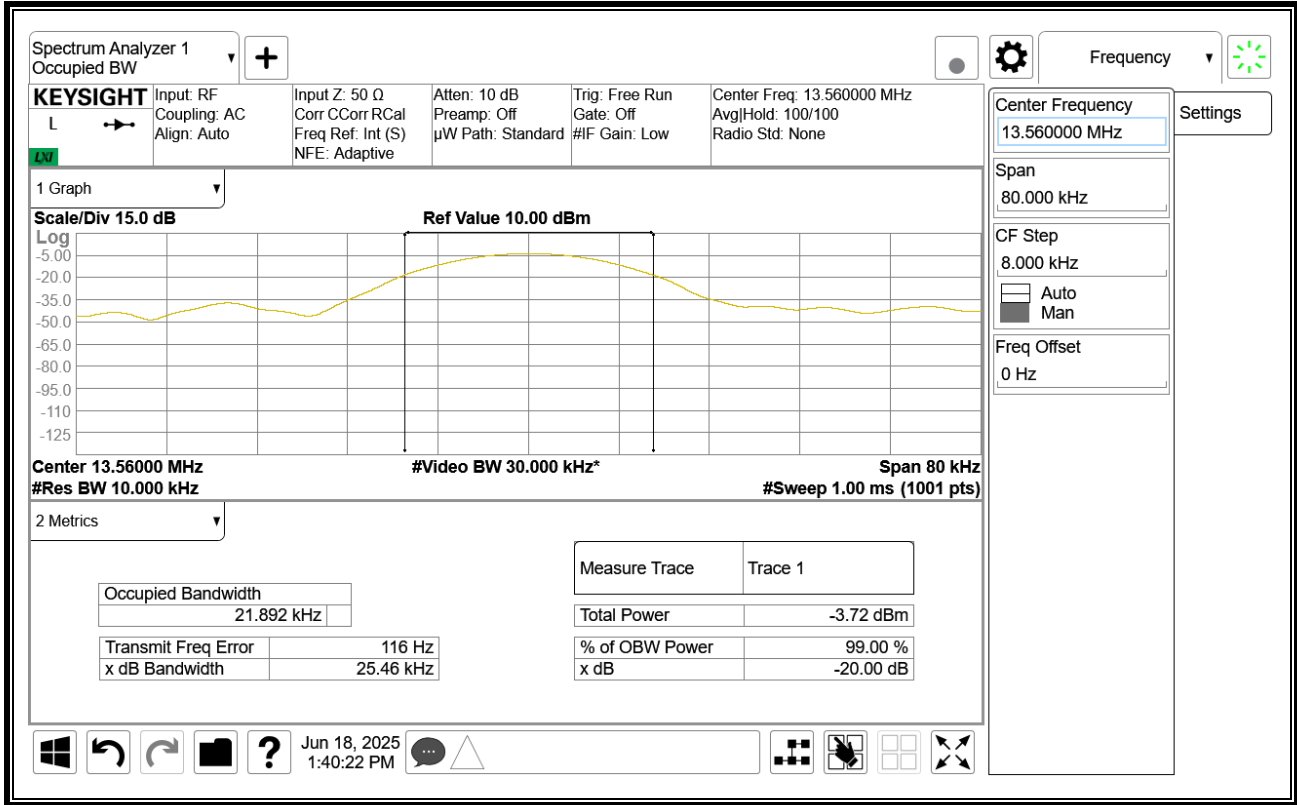 Spectrum Analyzer 1
Occupied BW
Frequency
KEYSIGHT
L
LXI
Input: RF
Coupling: AC
Align: Auto
Input Z: 50 Ω
Corr CCorr RCal
Freq Ref: Int (S)
NFE: Adaptive
Atten: 10 dB
Preamp: Off
µW Path: Standard
Trig: Free Run
Gate: Off
#IF Gain: Low
Center Freq: 13.560000 MHz
Avg|Hold: 100/100
Radio Std: None
Center Frequency
13.560000 MHz
Settings
Span
80.000 kHz
CF Step
8.000 kHz
Auto
Man
Freq Offset
0 Hz
1 Graph
Scale/Div 15.0 dB
Ref Value 10.00 dBm
Log
-5.00
-20.0
-35.0
-50.0
-65.0
-80.0
-95.0
-110
-125
Center 13.56000 MHz
#Video BW 30.000 kHz*
Span 80 kHz
#Res BW 10.000 kHz
#Sweep 1.00 ms (1001 pts)
2 Metrics
Measure Trace Trace 1
Occupied Bandwidth
21.892 kHz
Total Power -3.72 dBm
Transmit Freq Error 116 Hz
% of OBW Power 99.00 %
x dB Bandwidth 25.46 kHz
x dB -20.00 dB
?
Jun 18, 2025
1:40:22 PM